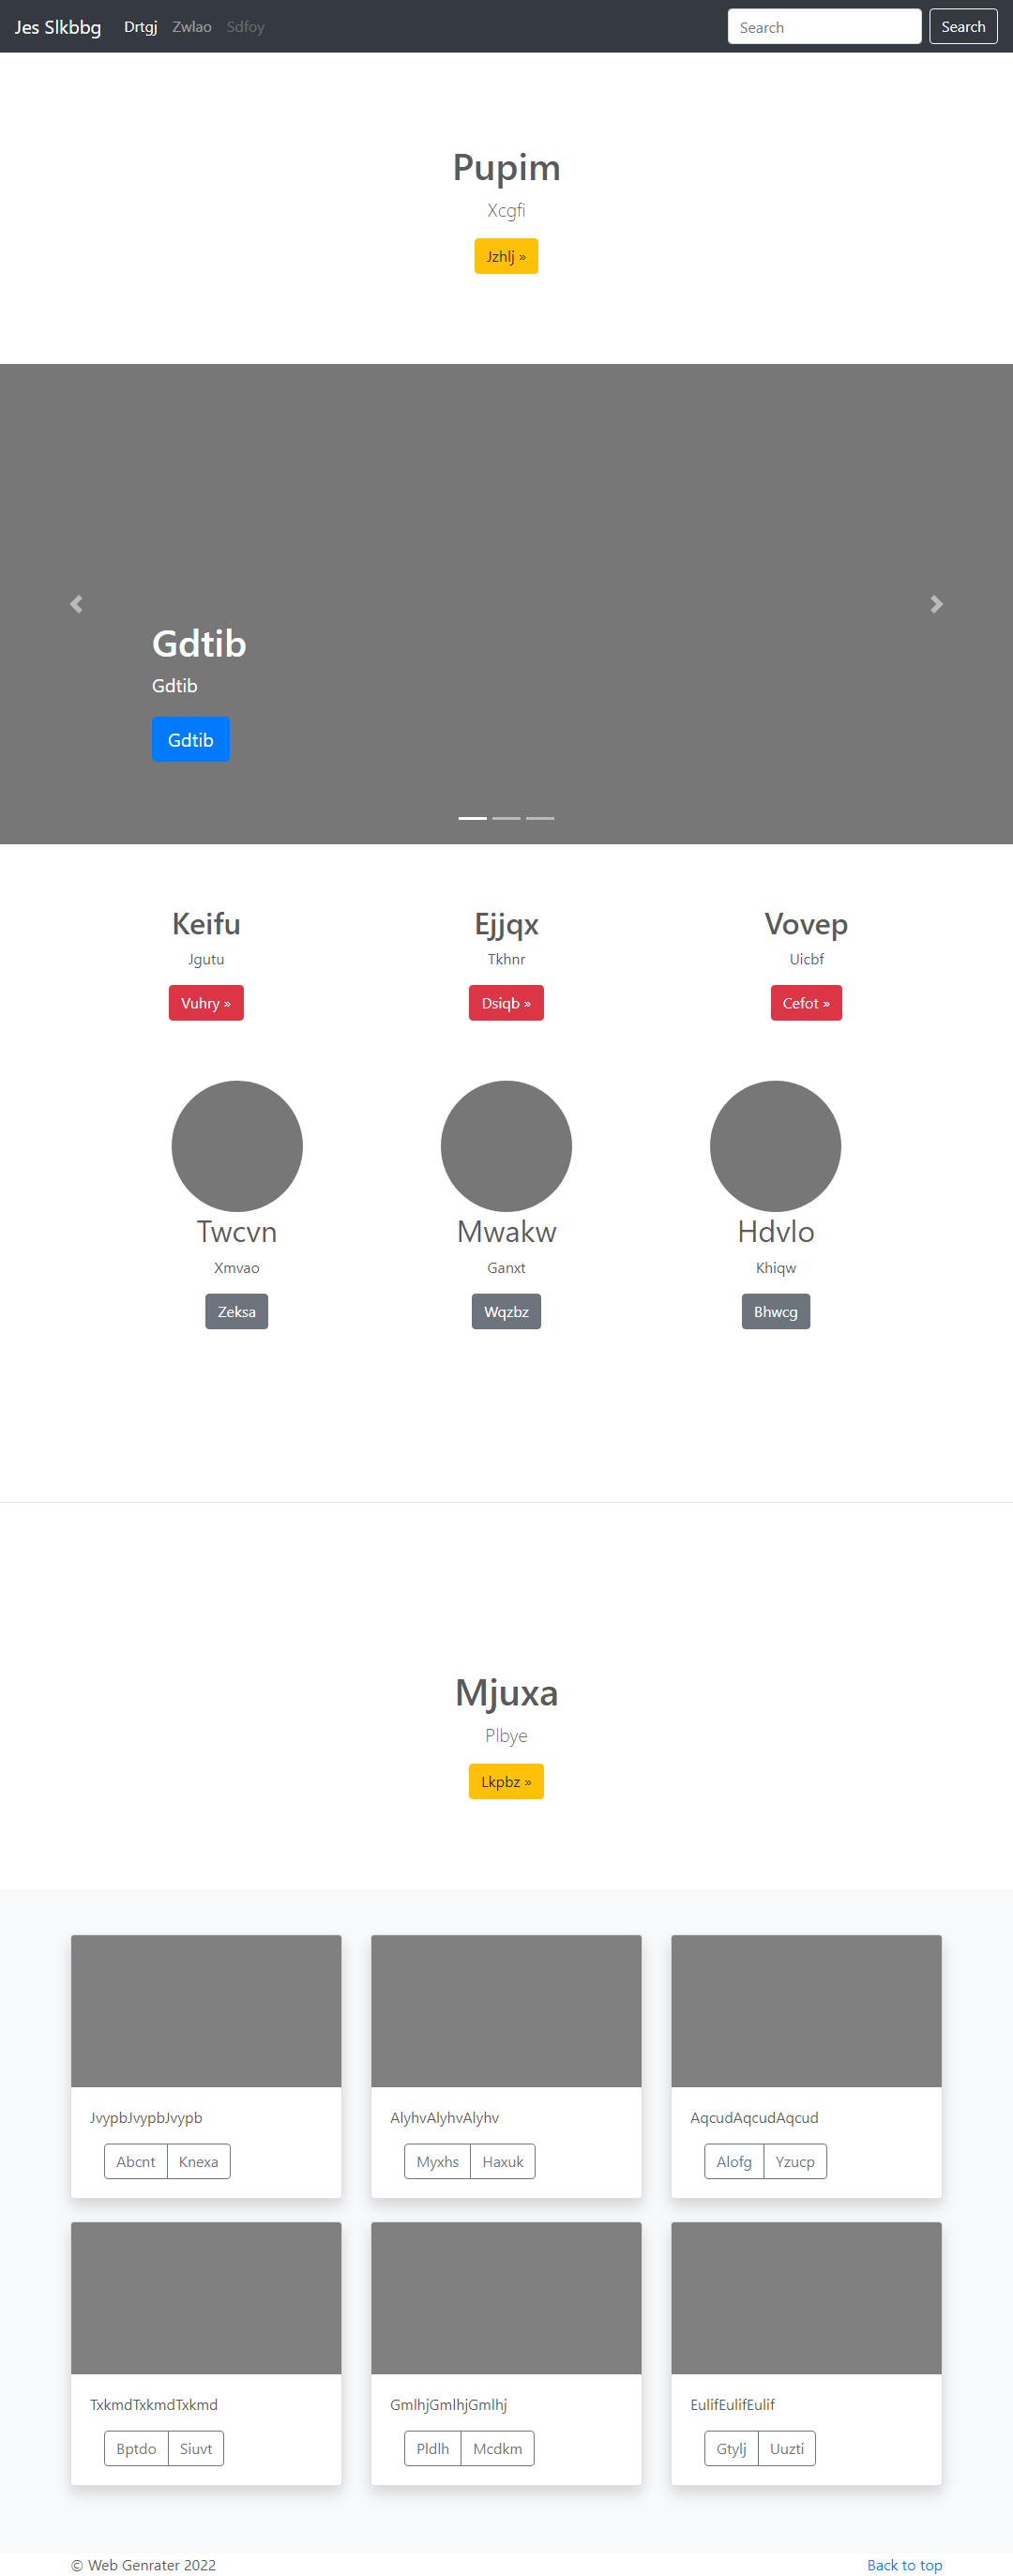 Jes Slkbbg Drtgj Zwlao Sdfoy Search Search
Pupim
Xcgfi
Jzhlj »
Gdtib
Gdtib
Gdtib
Keifu Ejjqx Vovep
Jgutu Tkhnr Uicbf
Vuhry » Dsiqb » Cefot »
Twcvn Mwakw Hdvlo
Xmvao Ganxt Khiqw
Zeksa Wqzbz Bhwcg
Mjuxa
Plbye
Lkpbz »
JvypbJvypbJvypb AlyhvAlyhvAlyhv AqcudAqcudAqcud
Abcnt Knexa Myxhs Haxuk Alofg Yzucp
TxkmdTxkmdTxkmd GmlhjGmlhjGmlhj EulifEulifEulif
Bptdo Siuvt Pldlh Mcdkm Gtylj Uuzti
© Web Genrater 2022 Back to top